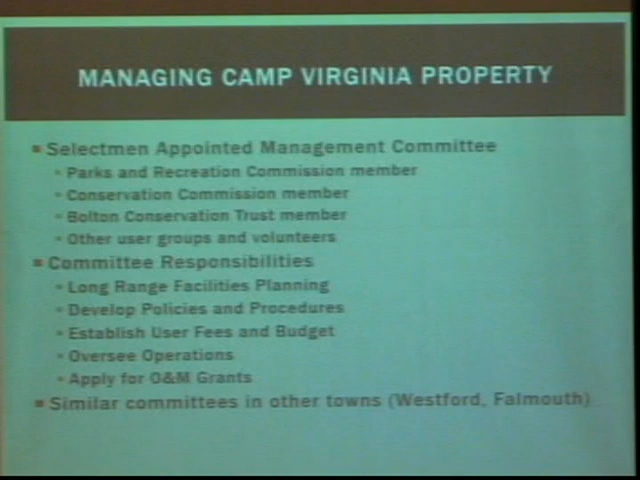 MANAGING CAMP VIRGINIA PROPERTY
Selectmen Appointed Management Committee
Parks and Recreation Commission member
Conservation Commission member
Bolton Conservation Trust member
Other user groups and volunteers
Committee Responsibilities
Long Range Facilities Planning
Develop Policies and Procedures
Establish User Fees and Budget
Oversee Operations
Apply for O&M Grants
Similar committees in other towns (Westford, Falmouth)